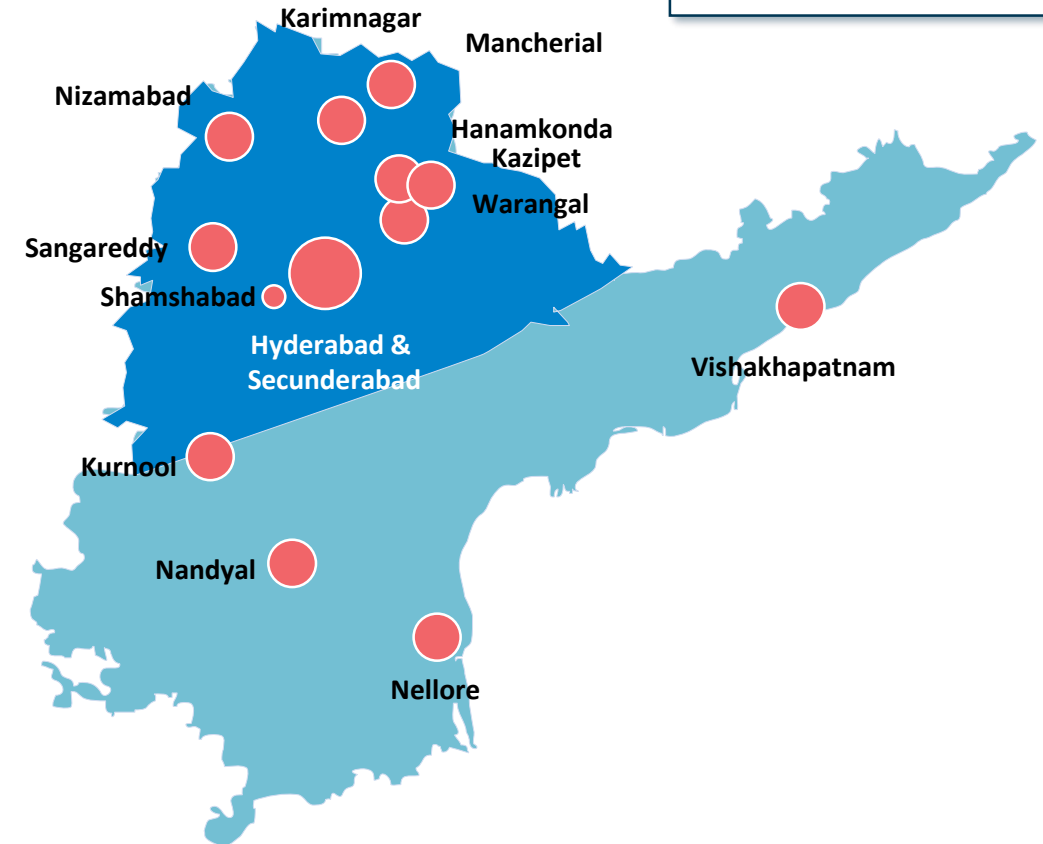 Karimnagar
Mancherial
Nizamabad
Hanamkonda
Kazipet
Warangal
Sangareddy
Shamshabad
Hyderabad &
Secunderabad
Vishakhapatnam
Kurnool
Nandyal
Nellore